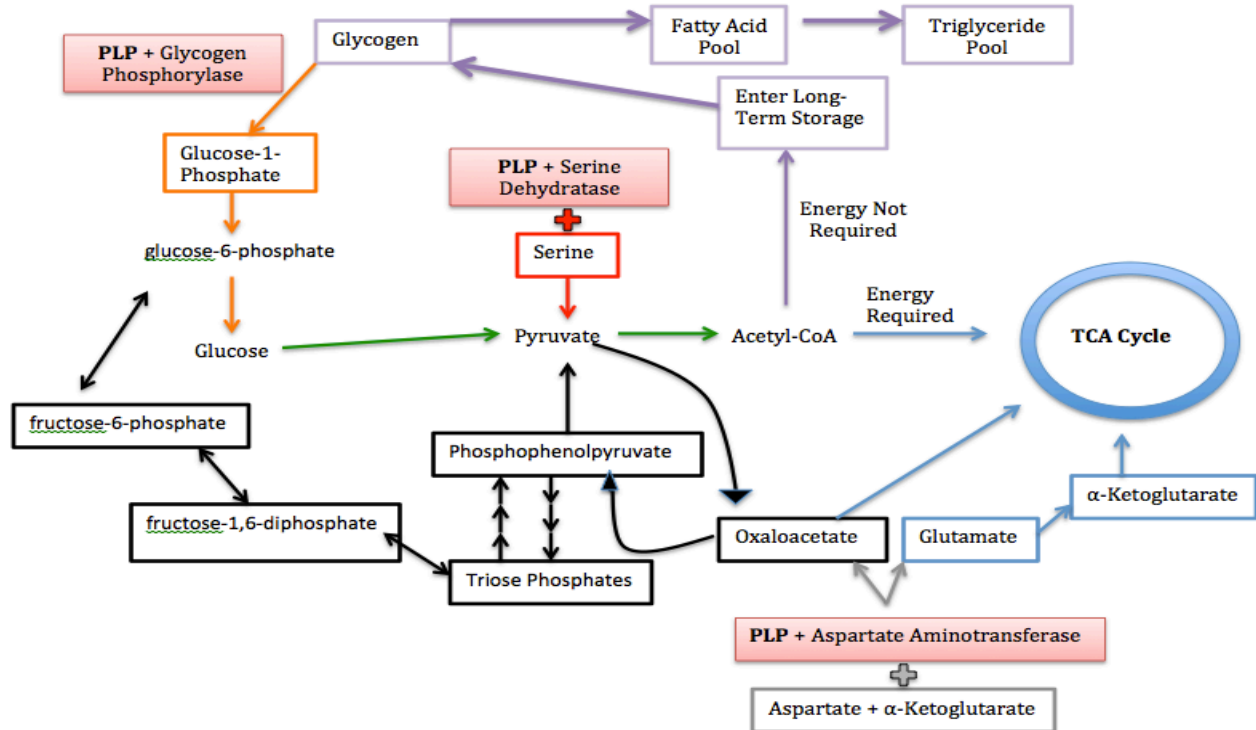 PLP + Glycogen
Phosphorylase
Glycogen
Fatty Acid
Pool
Triglyceride
Pool
Enter Long-
Term Storage
Glucose-1-
Phosphate
PLP + Serine
Dehydratase
Energy Not
Required
glucose-6-phosphate
Serine
Energy
Required
Glucose
Pyruvate
Acetyl-CoA
TCA Cycle
fructose-6-phosphate
Phosphophenolpyruvate
α-Ketoglutarate
fructose-1,6-diphosphate
Oxaloacetate
Glutamate
Triose Phosphates
PLP + Aspartate Aminotransferase
Aspartate + α-Ketoglutarate